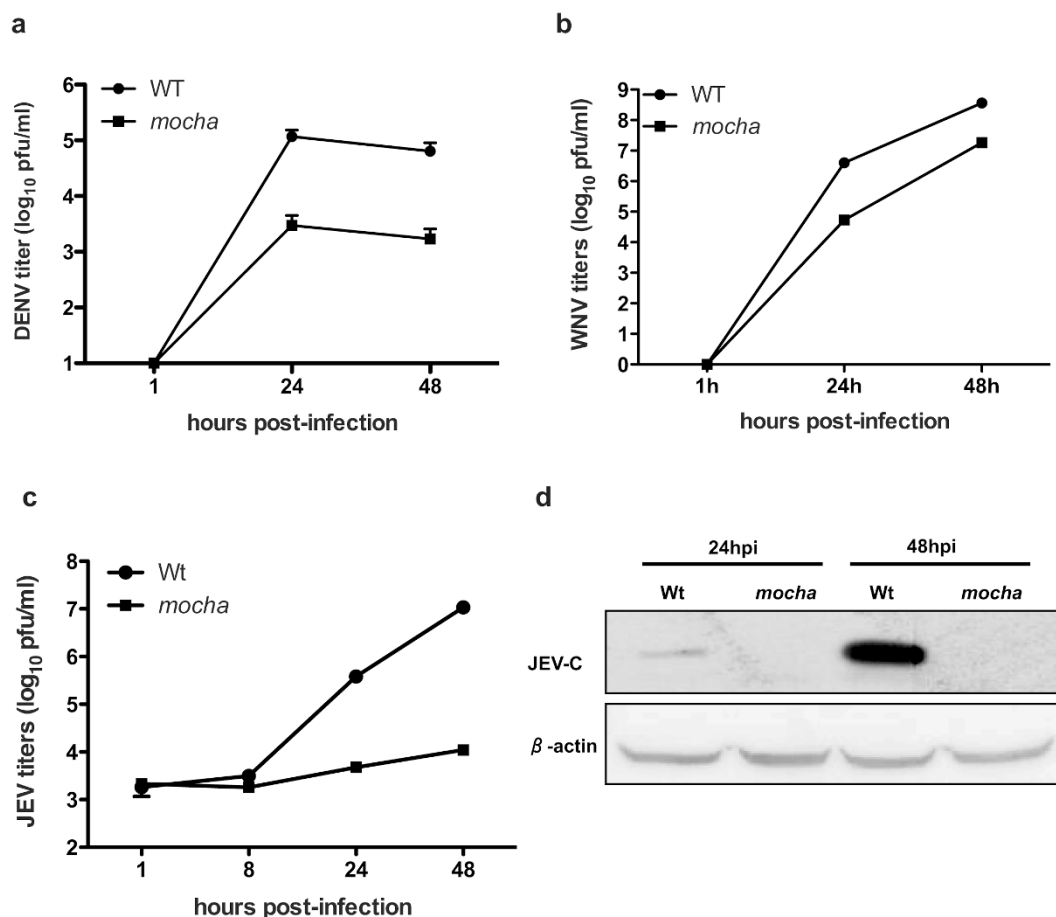 a
DENV titer (log10 pfu/ml)
6
5
4
3
2
1
WT
mocha
1 24 48
hours post-infection
b
WNV titers (log10 pfu/ml)
9
8
7
6
5
4
3
2
1
0
WT
mocha
1h 24h 48h
hours post-infection
c
JEV titers (log10 pfu/ml)
8
7
6
5
4
3
2
Wt
mocha
1 8 24 48
hours post-infection
d
24hpi 48hpi
Wt mocha Wt mocha
JEV-C
β-actin